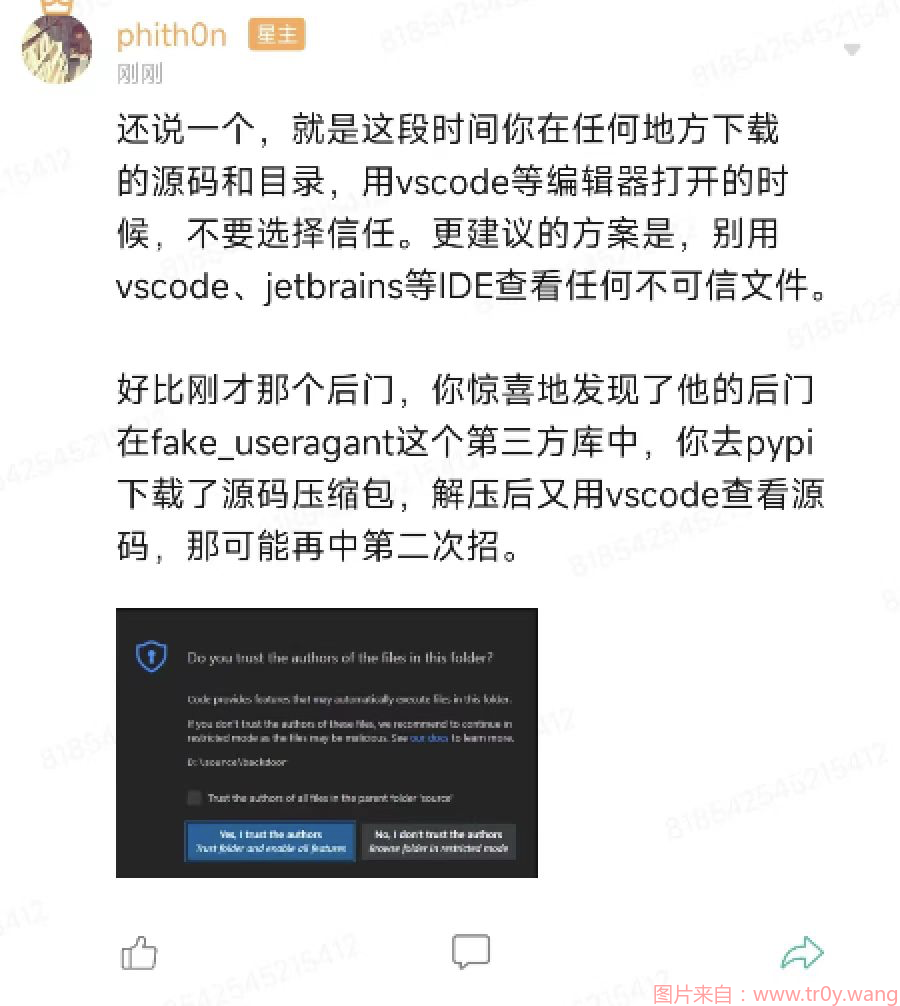 phith0n 星主
刚刚
还说一个，就是这段时间你在任何地方下载
的源码和目录，用vscode等编辑器打开的时
候，不要选择信任。更建议的方案是，别用
vscode、jetbrains等IDE查看任何不可信文件。
好比刚才那个后门，你惊喜地发现了他的后门
在fake_useragant这个第三方库中，你去pypi
下载了源码压缩包，解压后又用vscode查看源
码，那可能再中第二次招。
Do you trust the authors of the files in this folder?
Code provides features that may automatically execute files in this folder.
If you don't trust the authors of these files, we recommend to continue in
restricted mode as the files may be malicious. See our docs to learn more.
D:\source\backdoor
Trust the authors of all files in the parent folder 'source'
Yes, I trust the authors
Trust folder and enable all features
No, I don't trust the authors
Browse folder in restricted mode
图片来自：www.tr0y.wang